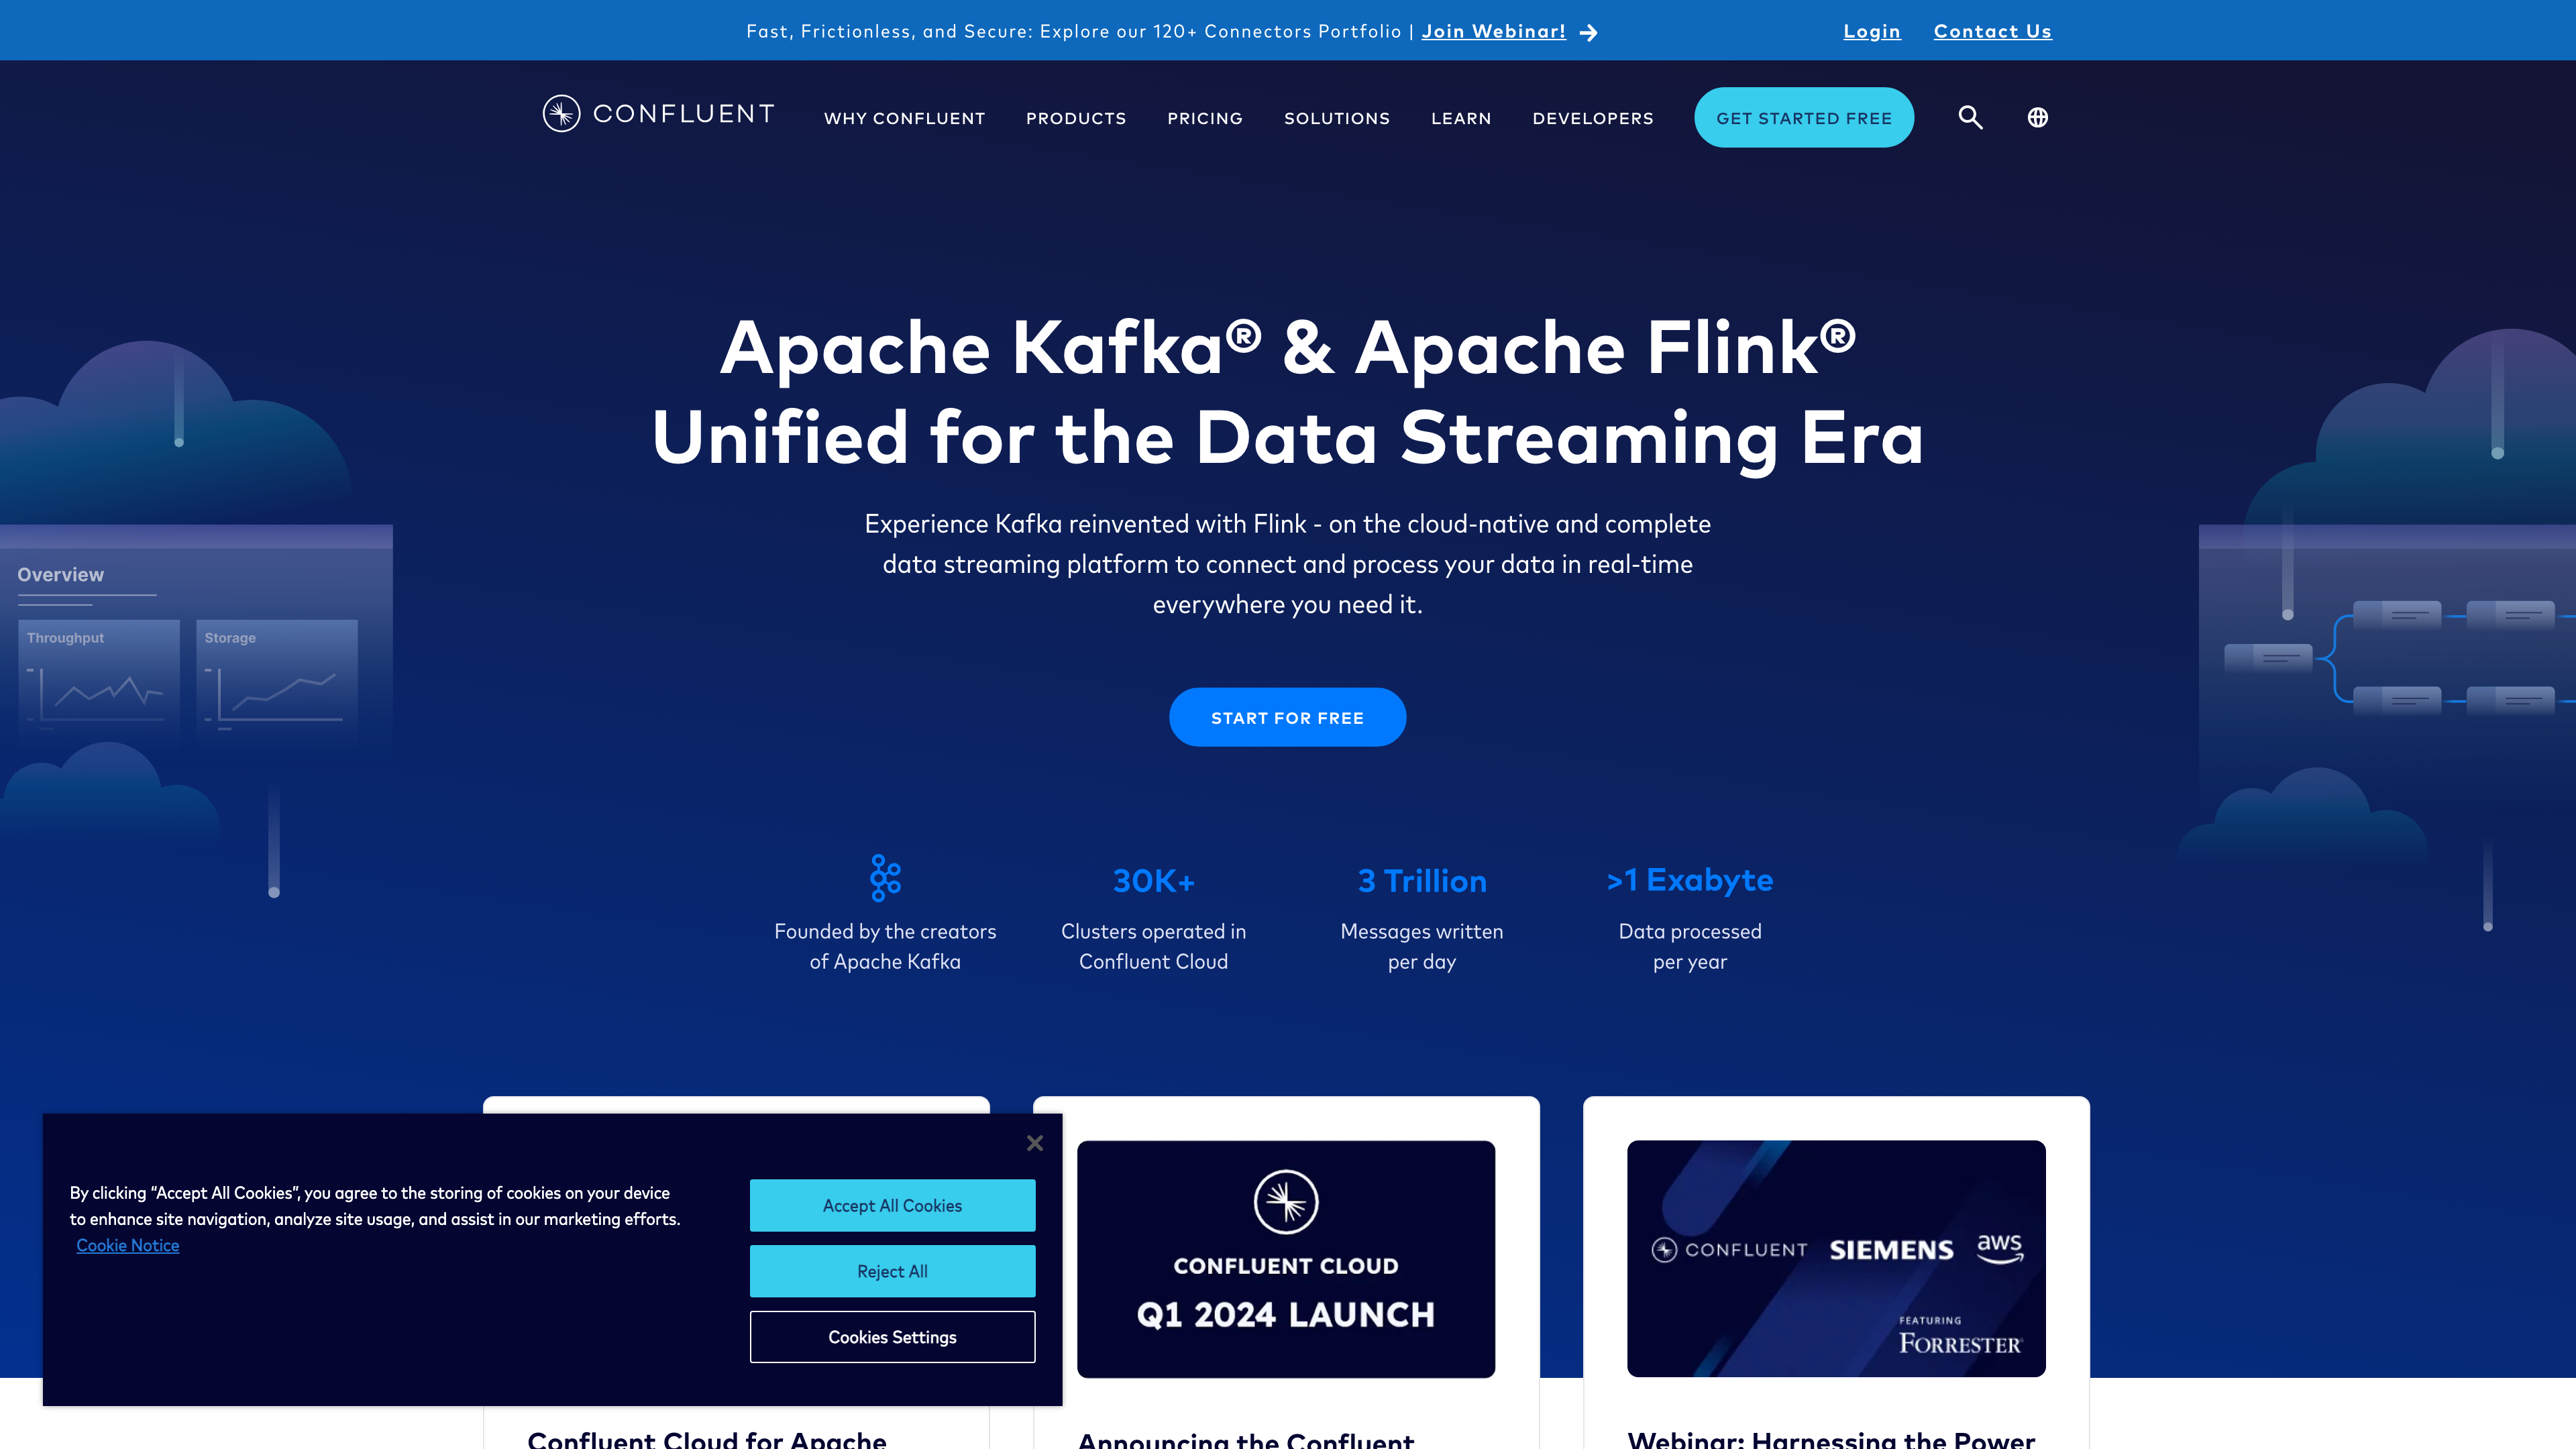 Fast, Frictionless, and Secure: Explore our 120+ Connectors Portfolio | Join Webinar!
Login
Contact Us
CONFLUENT
WHY CONFLUENT
PRODUCTS
PRICING
SOLUTIONS
LEARN
DEVELOPERS
GET STARTED FREE
Apache Kafka® & Apache Flink®
Unified for the Data Streaming Era
Experience Kafka reinvented with Flink - on the cloud-native and complete
data streaming platform to connect and process your data in real-time
everywhere you need it.
Overview
Throughput
Storage
START FOR FREE
Founded by the creators
of Apache Kafka
30K+
Clusters operated in
Confluent Cloud
3 Trillion
Messages written
per day
>1 Exabyte
Data processed
per year
By clicking “Accept All Cookies”, you agree to the storing of cookies on your device
to enhance site navigation, analyze site usage, and assist in our marketing efforts.
Cookie Notice
Accept All Cookies
Reject All
Cookies Settings
CONFLUENT CLOUD
Q1 2024 LAUNCH
CONFLUENT
SIEMENS
aws
FEATURING
FORRESTER®
Confluent Cloud for Apache
Announcing the Confluent
Webinar: Harnessing the Power